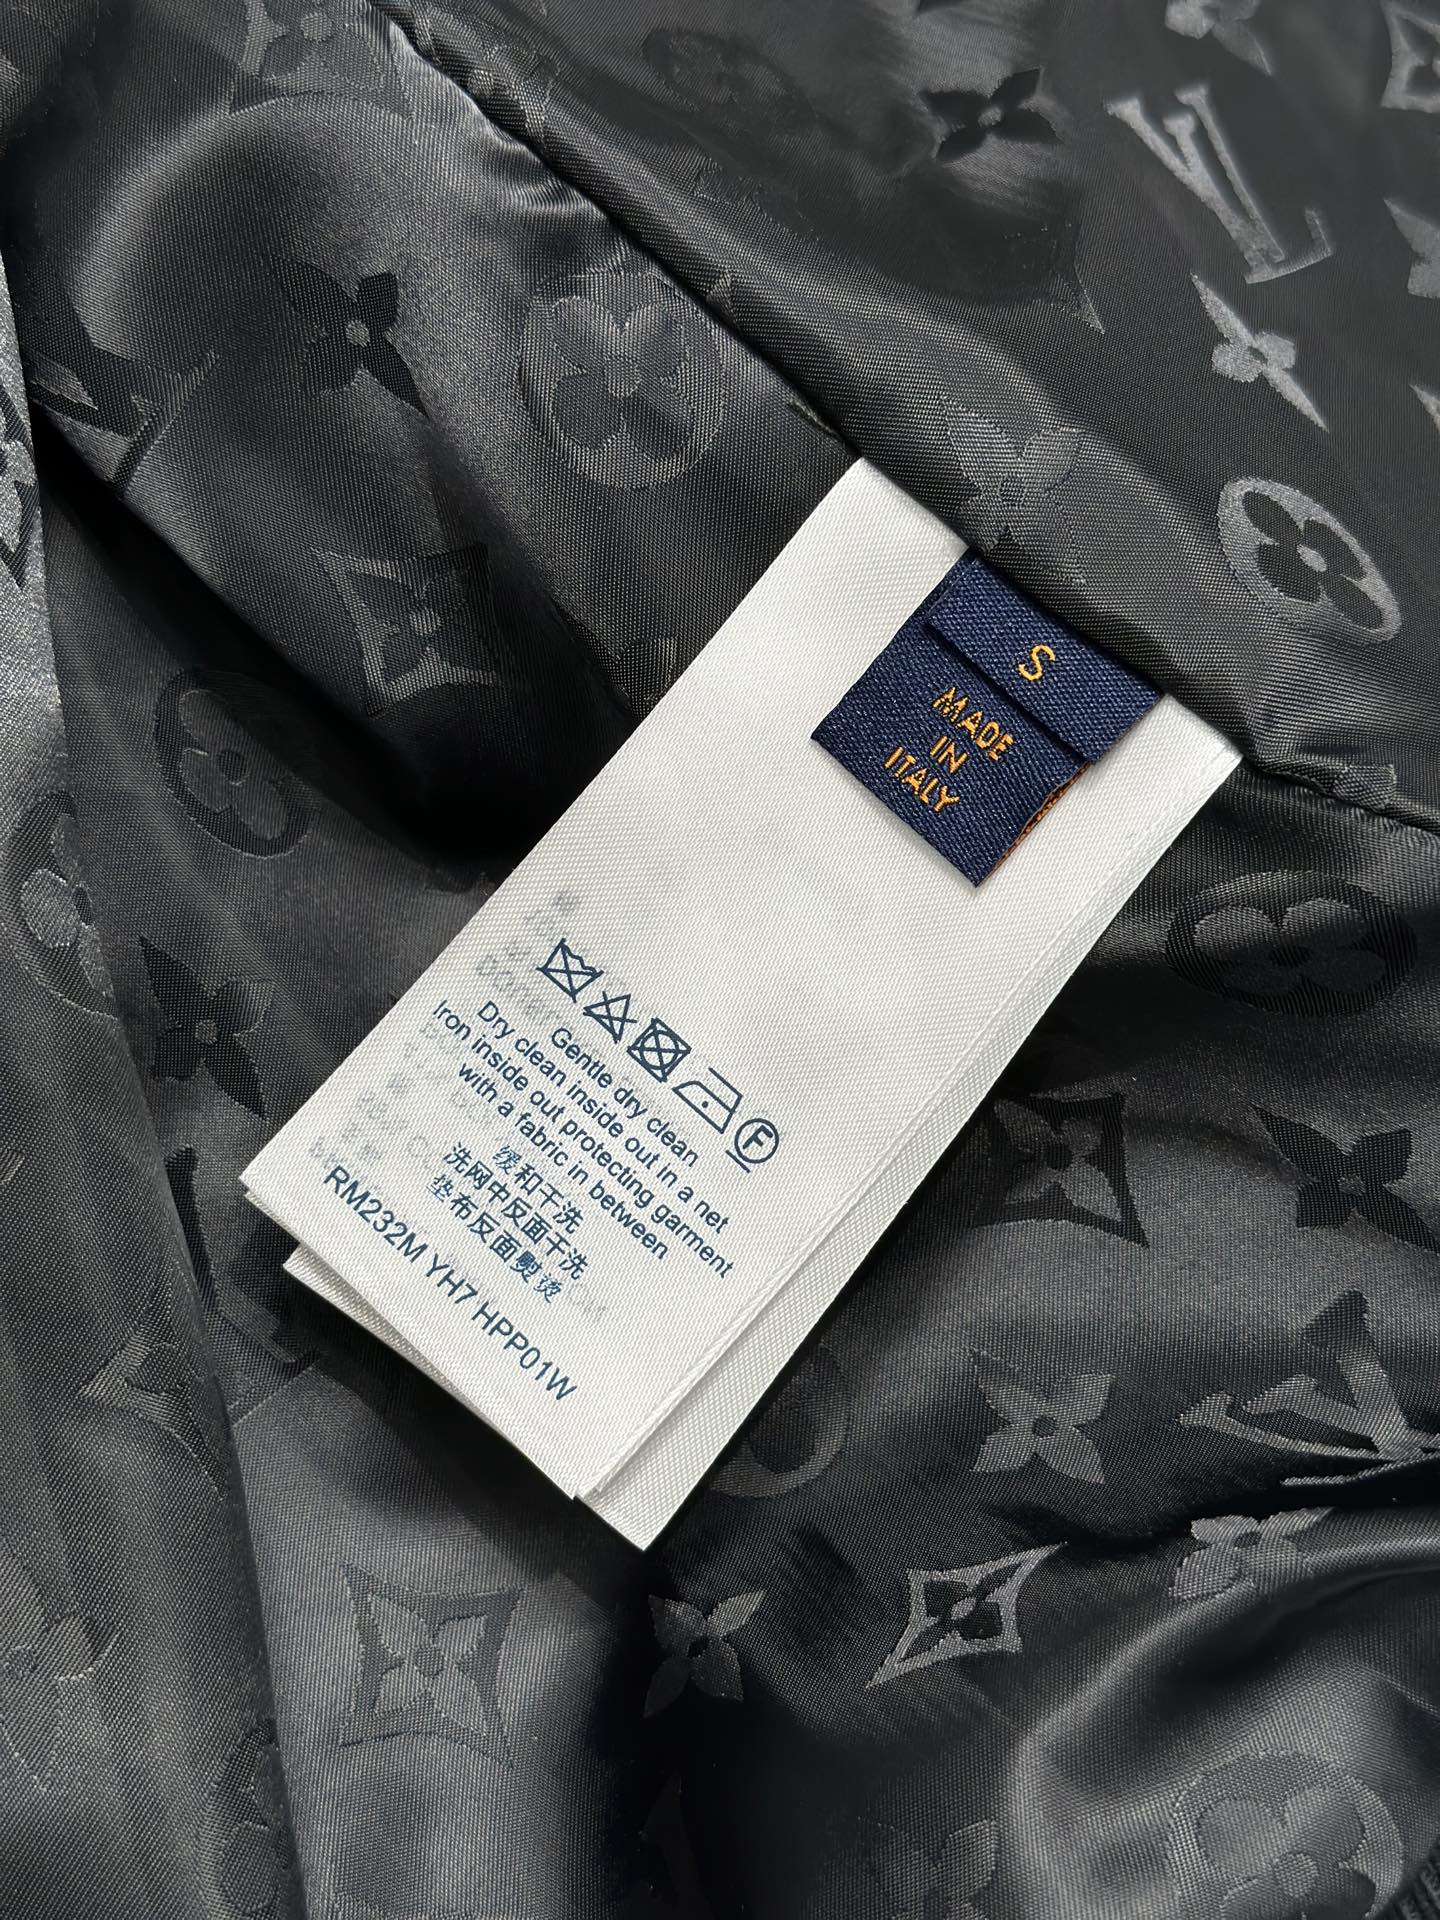 S
MADE
IN
ITALY
F
Gentle dry clean
Dry clean inside out in a net
Iron inside out protecting garment
with a fabric in between
缓和干洗
洗网中反面干洗
垫布反面熨烫
RM232M YH7 HPP01W